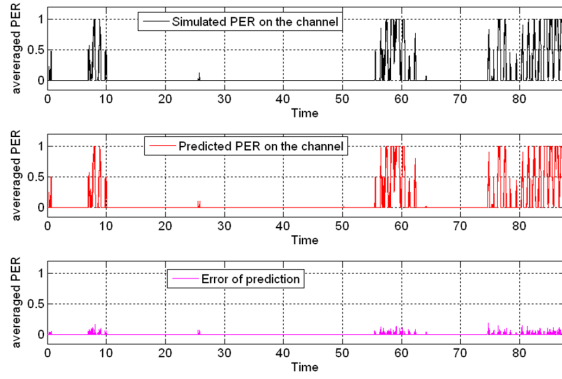 avereraged PER
1
0.5
0
Simulated PER on the channel
0 10 20 30 40 50 60 70 80
Time
avereraged PER
1
0.5
0
Predicted PER on the channel
0 10 20 30 40 50 60 70 80
Time
avereraged PER
1
0.5
0
Error of prediction
0 10 20 30 40 50 60 70 80
Time